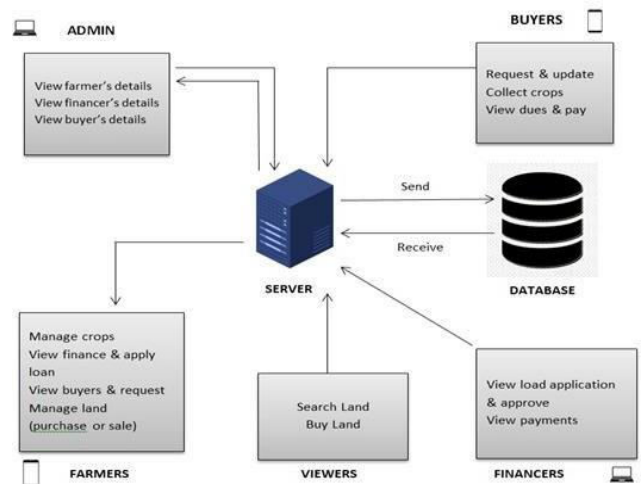 ADMIN
View farmer's details
View financer's details
View buyer's details
BUYERS
Request & update
Collect crops
View dues & pay
Send
Receive
SERVER
DATABASE
Manage crops
View finance & apply
loan
View buyers & request
Manage land
(purchase or sale)
FARMERS
Search Land
Buy Land
VIEWERS
View load application
& approve
View payments
FINANCERS